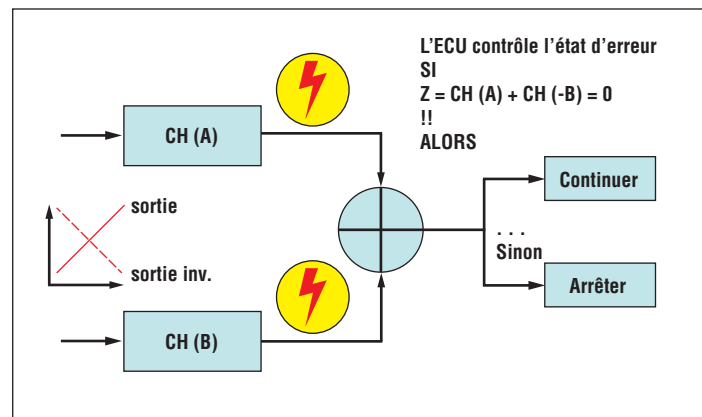 L'ECU contrôle l'état d'erreur
SI
Z = CH (A) + CH (-B) = 0
!!
ALORS
CH (A)
Continuer
sortie
. . .
Sinon
sortie inv.
Arrêter
CH (B)